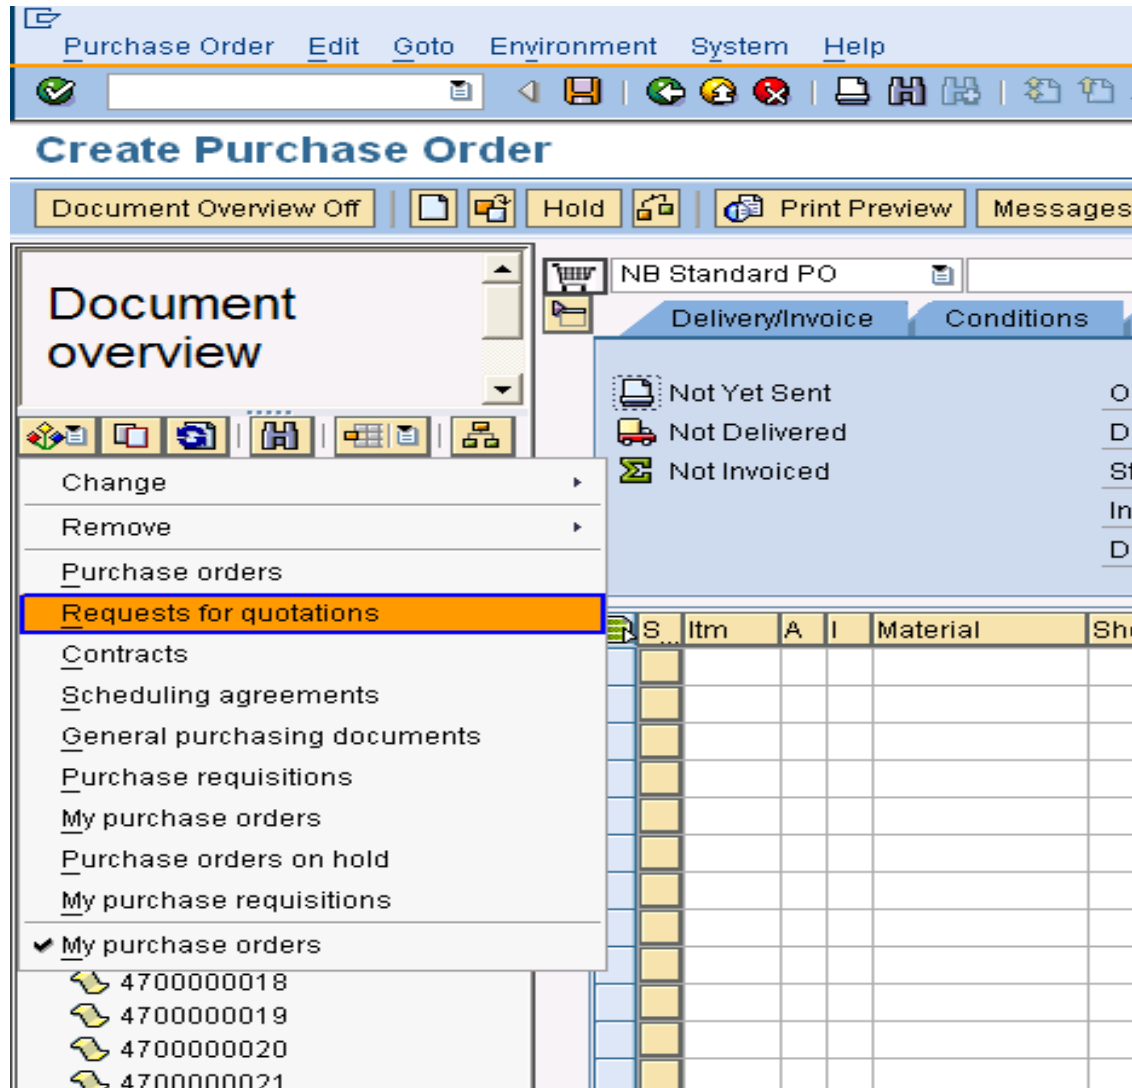 Purchase Order Edit Goto Environment System Help
Create Purchase Order
Document Overview Off Hold Print Preview Messages
Document
overview
NB Standard PO
Delivery/Invoice Conditions
Not Yet Sent
Not Delivered
Not Invoiced
Change
Remove
Purchase orders
Requests for quotations
Contracts
Scheduling agreements
General purchasing documents
Purchase requisitions
My purchase orders
Purchase orders on hold
My purchase requisitions
My purchase orders
4700000018
4700000019
4700000020
4700000021
S... Itm A I Material